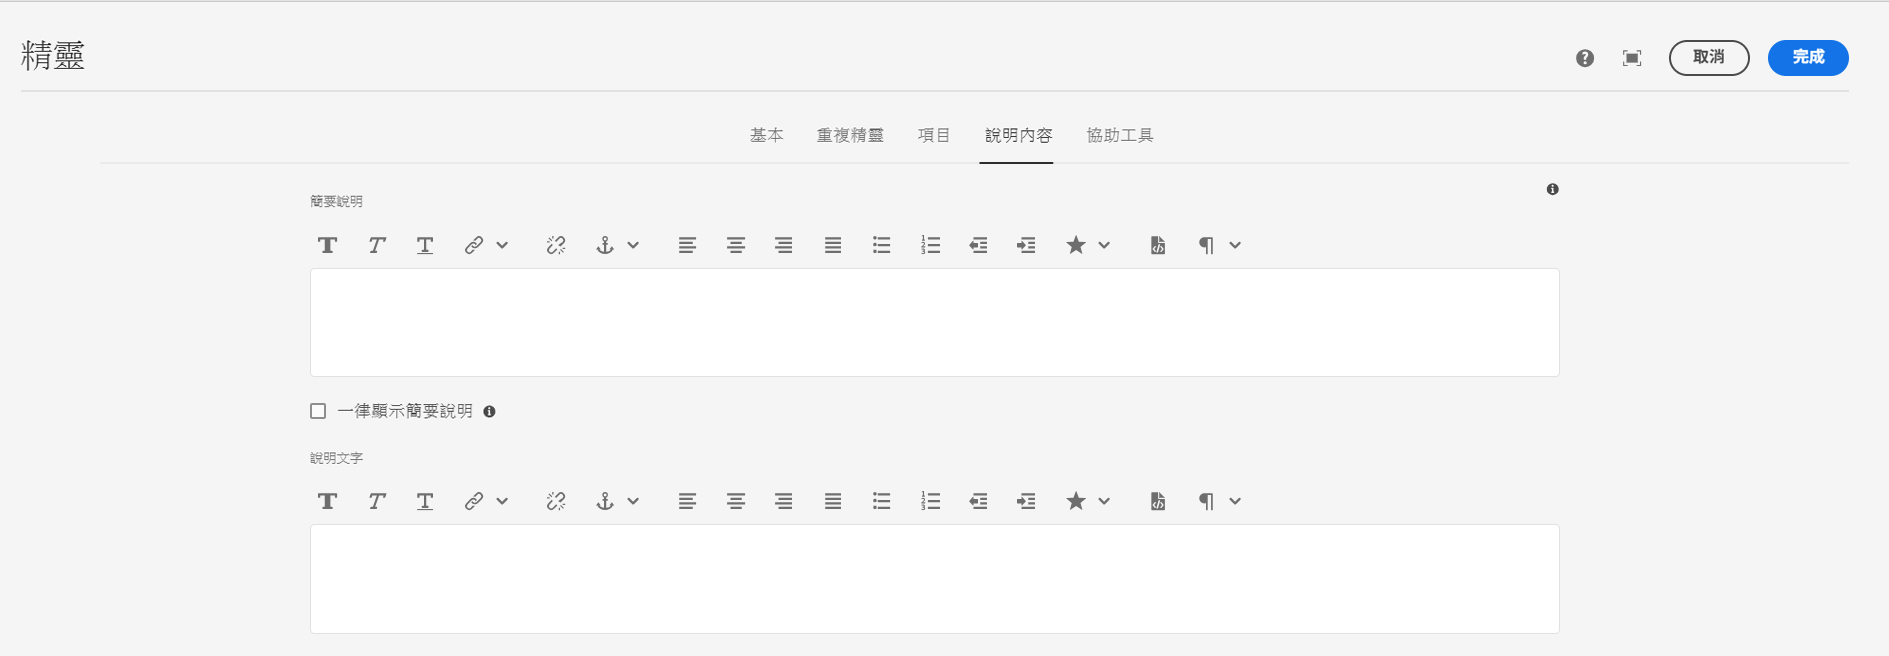 精靈
取消
完成
基本 重複精靈 項目 說明內容 協助工具
簡要說明
一律顯示簡要說明
說明文字